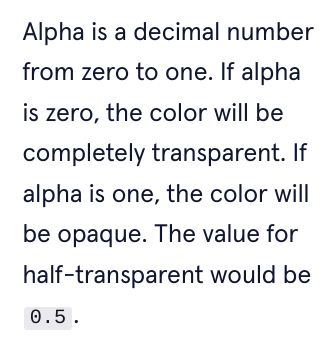 Alpha is a decimal number
from zero to one. If alpha
is zero, the color will be
completely transparent. If
alpha is one, the color will
be opaque. The value for
half-transparent would be
0.5.